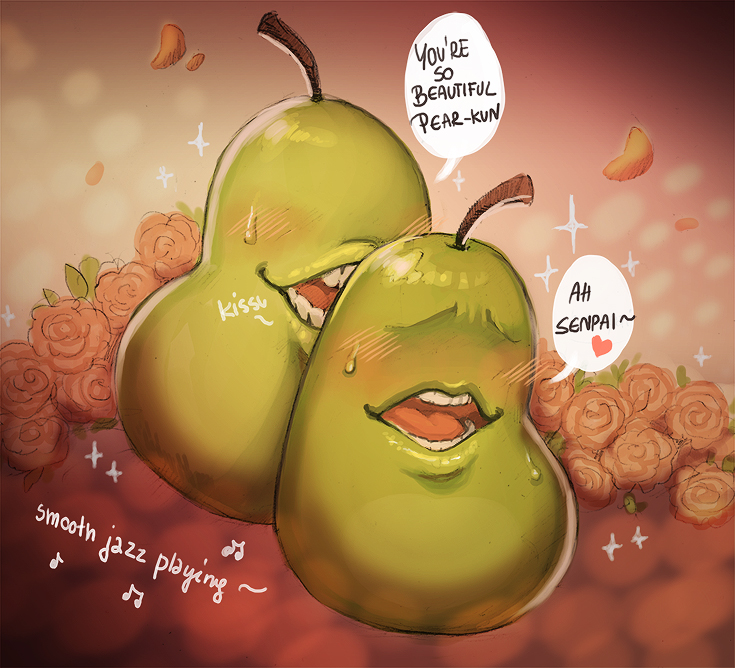 YOU'RE
SO
BEAUTIFUL
PEAR-KUN
AH
SENPAI~
kissu
~
smooth jazz playing ~